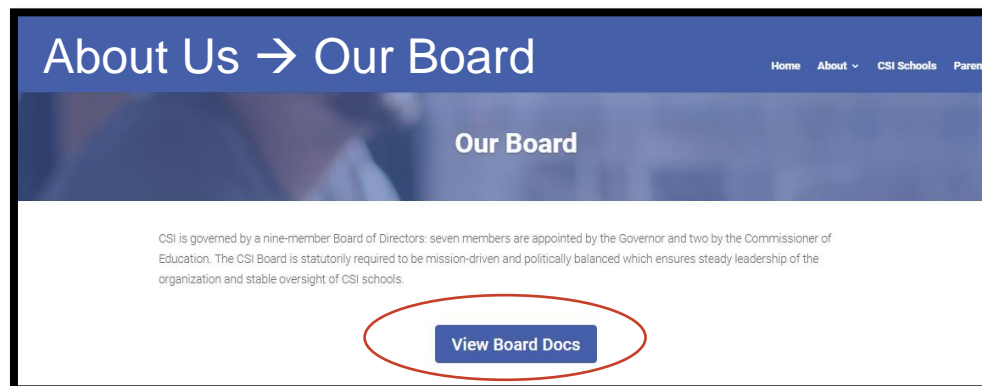 About Us → Our Board
Home About CSI Schools
Our Board
CSI is governed by a nine-member Board of Directors: seven members are appointed by the Governor and two by the Commissioner of
Education. The CSI Board is statutorily required to be mission-driven and politically balanced which ensures steady leadership of the
organization and stable oversight of CSI schools.
View Board Docs